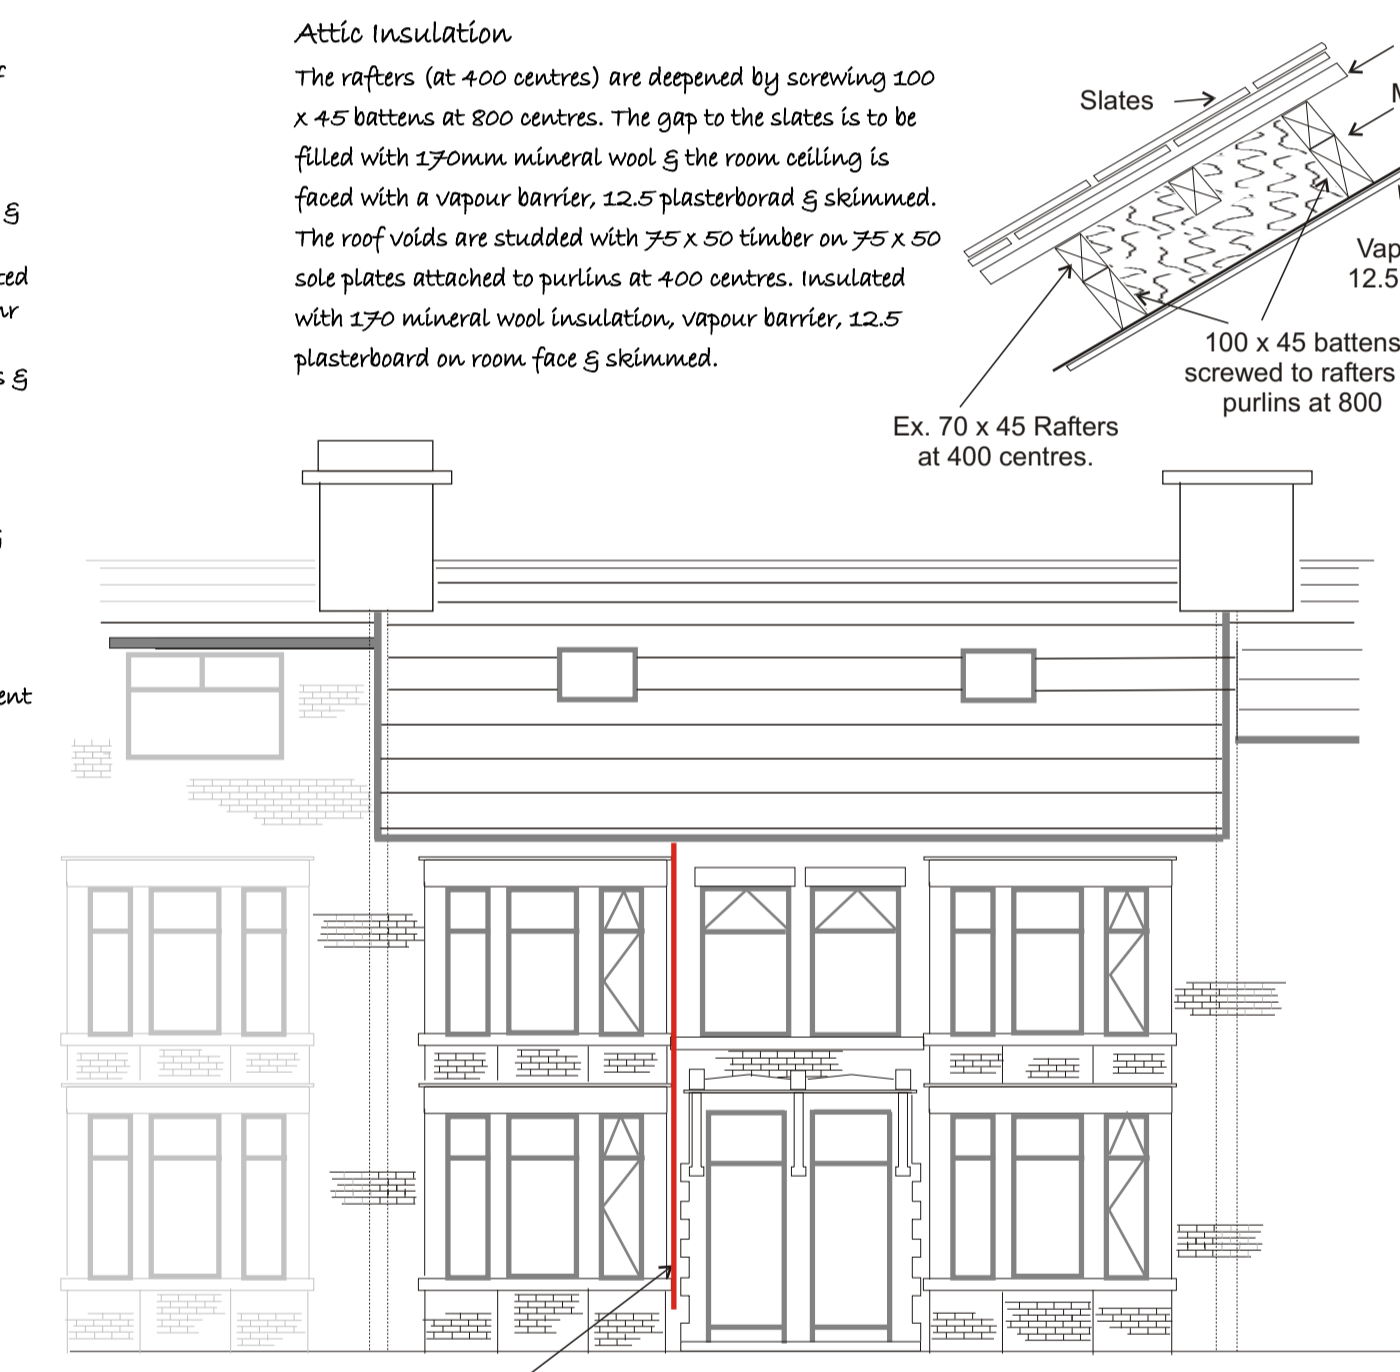 Attic Insulation
The rafters (at 400 centres) are deepened by screwing 100
x 45 battens at 800 centres. The gap to the slates is to be
filled with 170mm mineral wool & the room ceiling is
faced with a vapour barrier, 12.5 plasterborad & skimmed.
The roof voids are studded with 75 x 50 timber on 75 x 50
sole plates attached to purlins at 400 centres. Insulated
with 170 mineral wool insulation, vapour barrier, 12.5
plasterboard on room face & skimmed.
&
&
Slates
12.5
100 x 45 battens
screwed to rafters
purlins at 800
Ex. 70 x 45 Rafters
at 400 centres.